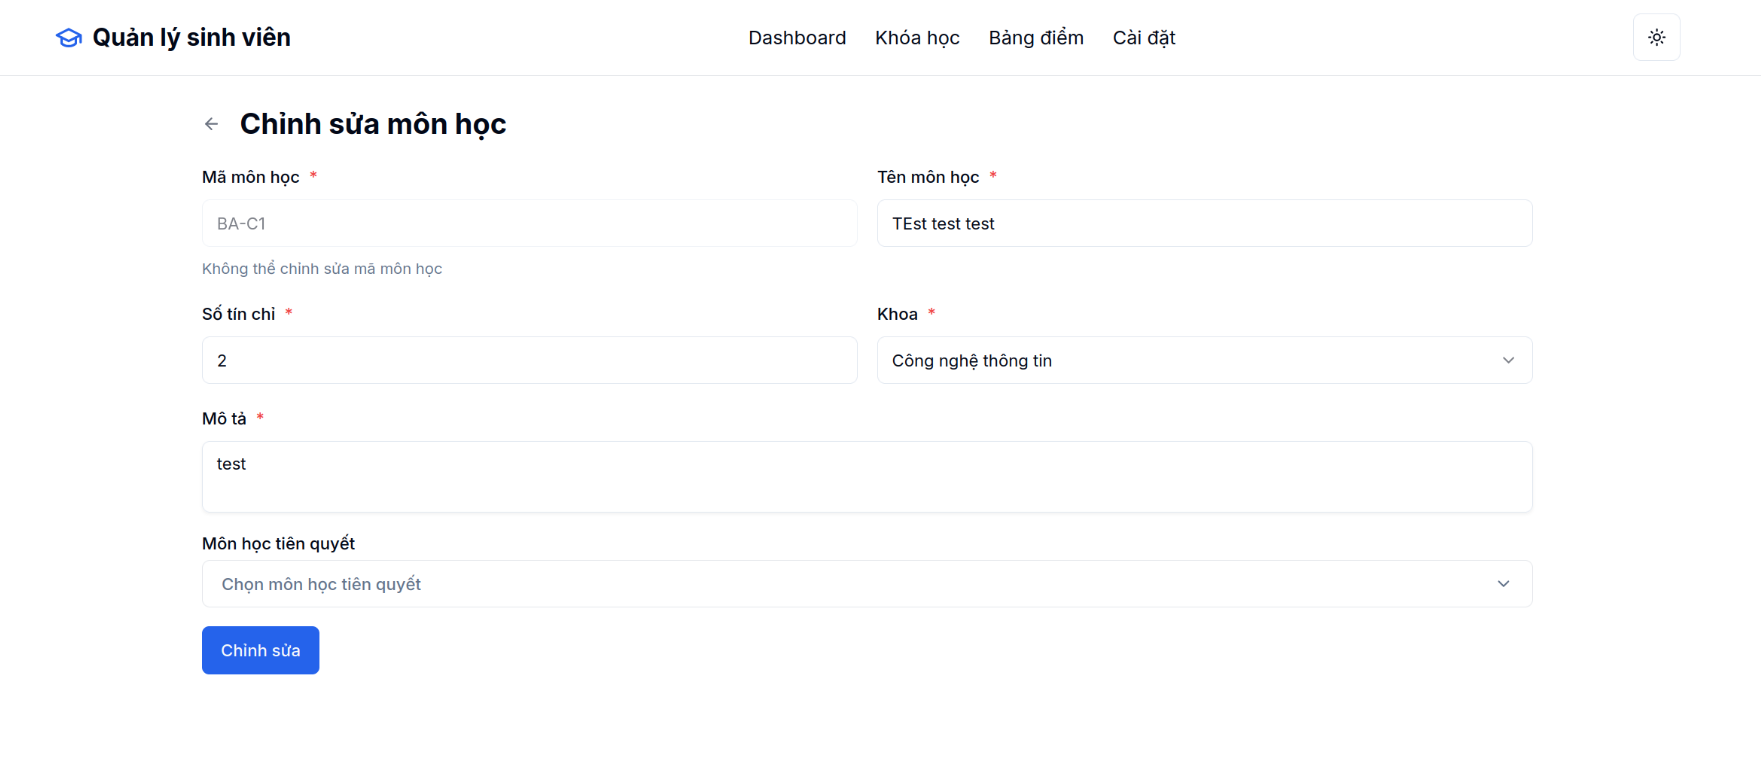 Quản lý sinh viên
Dashboard Khóa học Bảng điểm Cài đặt
Chỉnh sửa môn học
Mã môn học * Tên môn học *
BA-C1 TEst test test
Không thể chỉnh sửa mã môn học
Số tín chỉ * Khoa *
2 Công nghệ thông tin
Mô tả *
test
Môn học tiên quyết
Chọn môn học tiên quyết
Chỉnh sửa